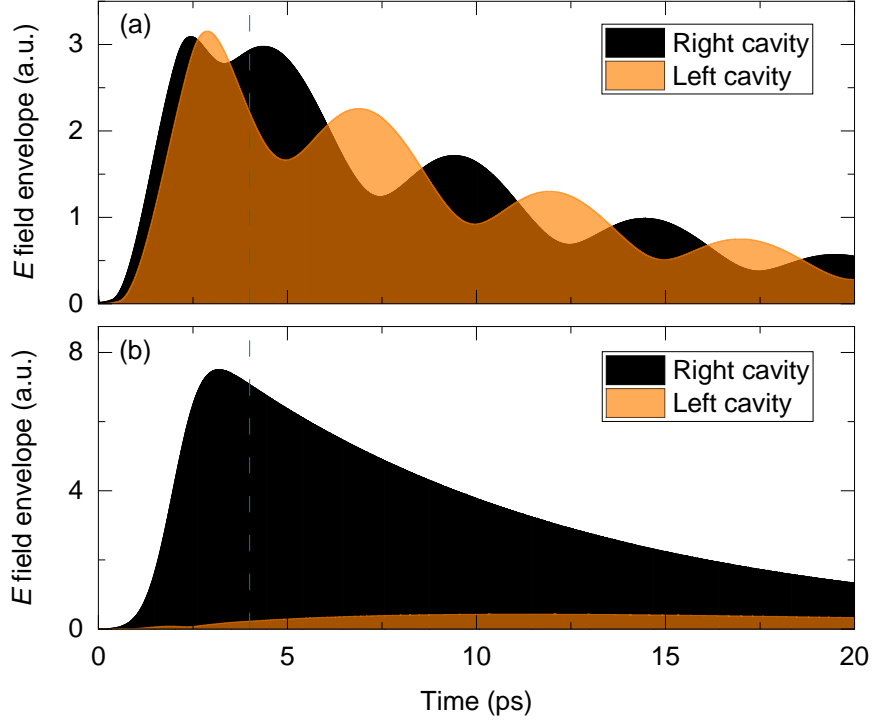 (a)
Right cavity
Left cavity
E field envelope (a.u.)
3
2
1
0
(b)
Right cavity
Left cavity
E field envelope (a.u.)
8
4
0
0
5
10
15
20
Time (ps)